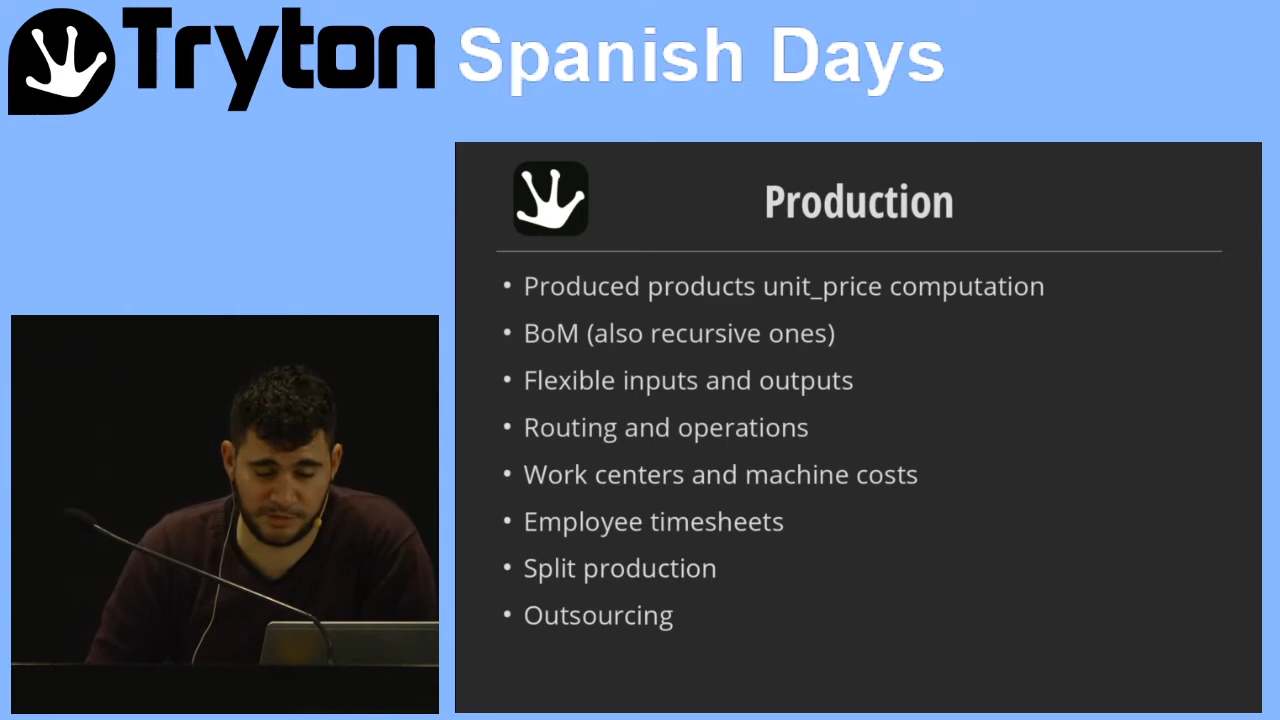 Tryton Spanish Days
Production
• Produced products unit_price computation
• BoM (also recursive ones)
• Flexible inputs and outputs
• Routing and operations
• Work centers and machine costs
• Employee timesheets
• Split production
• Outsourcing